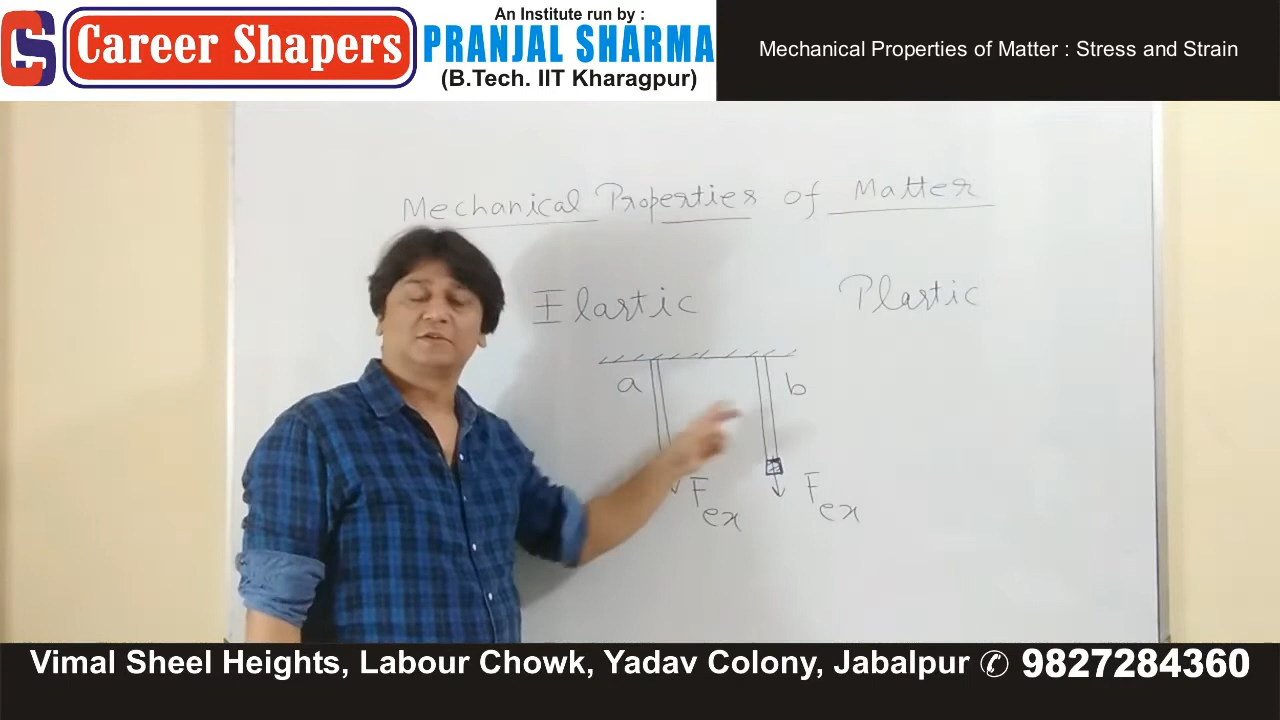 An Institute run by :
Career Shapers
PRANJAL SHARMA
(B.Tech. IIT Kharagpur)
Mechanical Properties of Matter : Stress and Strain
Mechanical Properties of Matter
Elastic Plastic
a b
Fex Fex
Vimal Sheel Heights, Labour Chowk, Yadav Colony, Jabalpur ✆ 9827284360